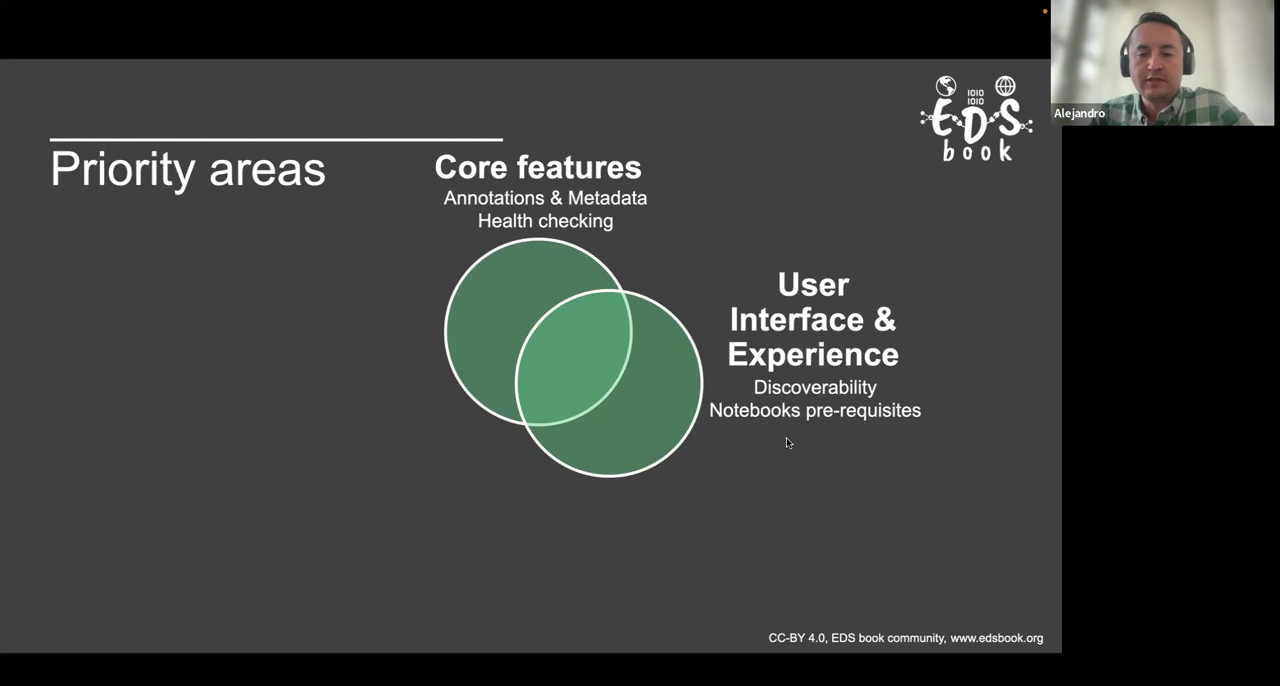 Priority areas
Core features
Annotations & Metadata
Health checking
User
Interface &
Experience
Discoverability
Notebooks pre-requisites
1010
1010
EDS
book
Alejandro
CC-BY 4.0, EDS book community, www.edsbook.org